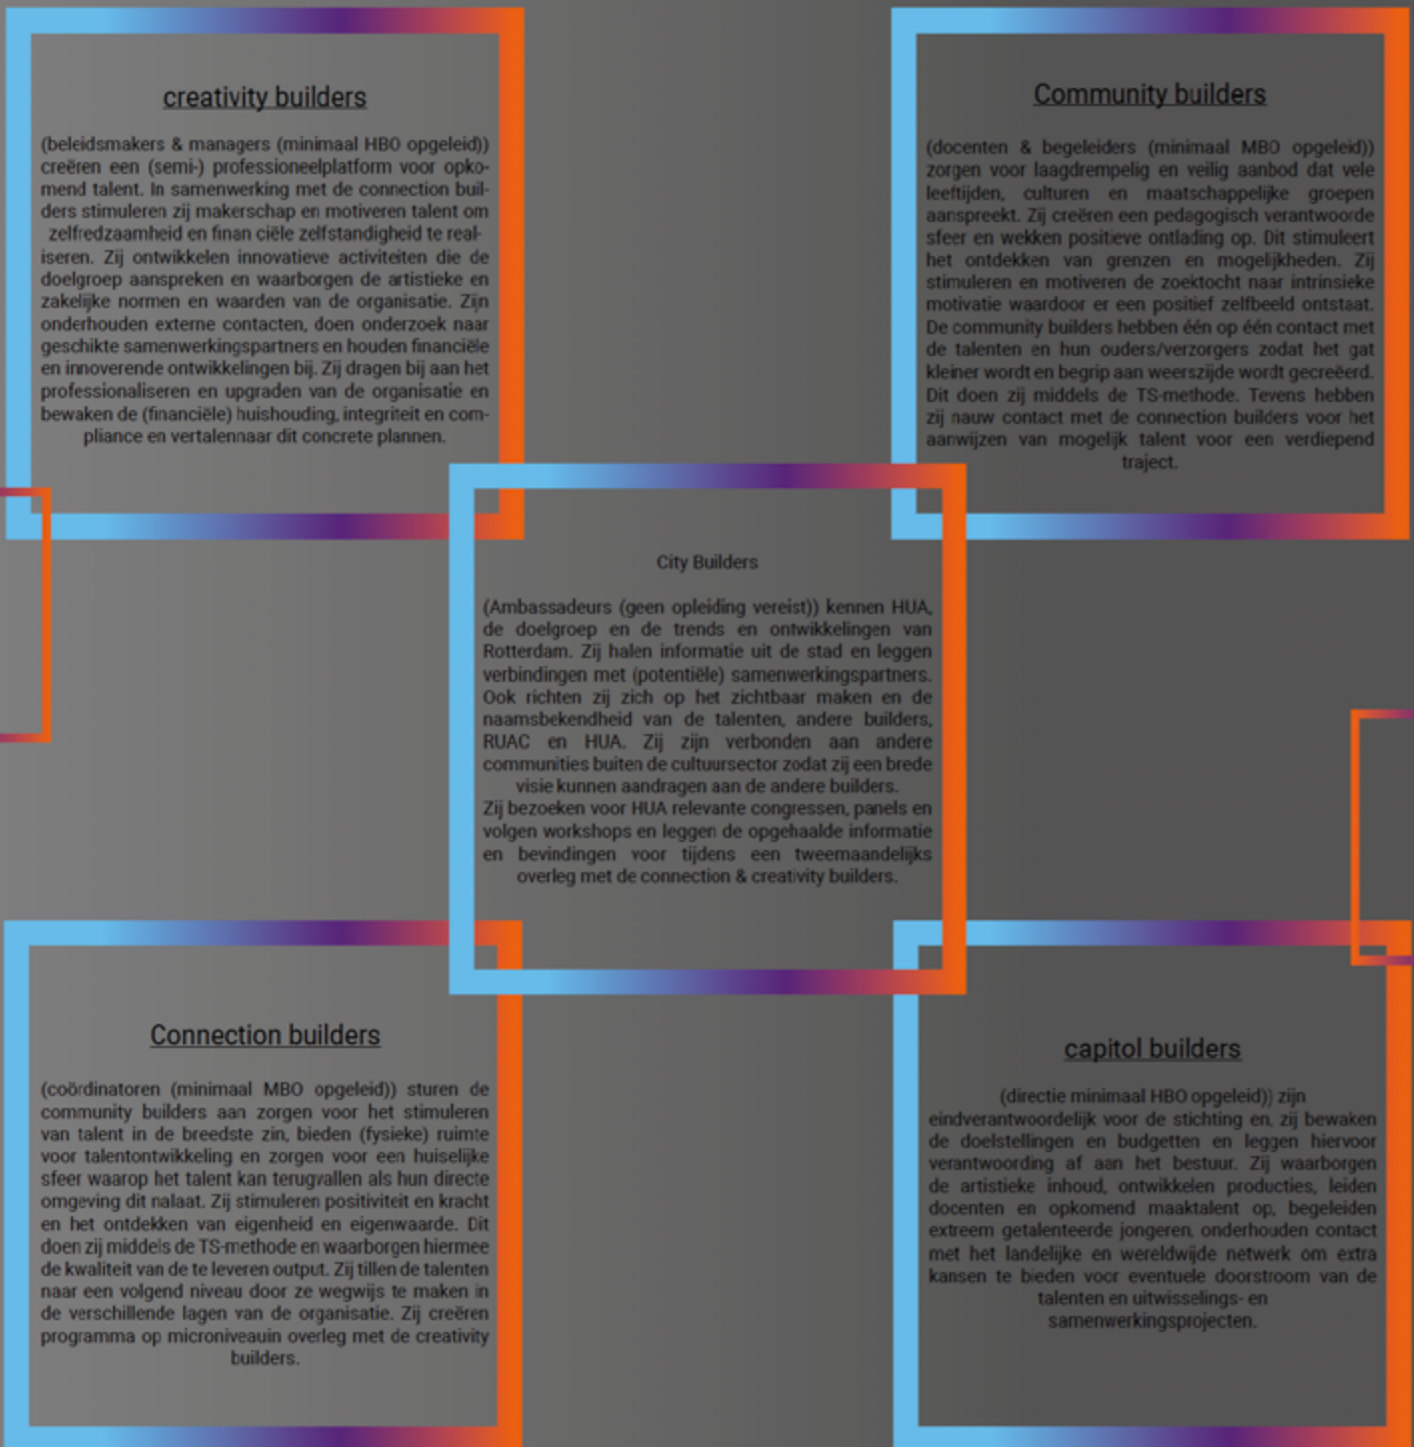 creativity builders
(beleidsmakers & managers (minimaal HBO opgeleid))
creëren een (semi-) professioneelplatform voor opko-
mend talent. In samenwerking met de connection buil-
ders stimuleren zij makerschap en motiveren talent om
zelfredzaamheid en finan ciële zelfstandigheid te real-
iseren. Zij ontwikkelen innovatieve activiteiten die de
doelgroep aanspreken en waarborgen de artistieke en
zakelijke normen en waarden van de organisatie. Zijn
onderhouden externe contacten, doen onderzoek naar
geschikte samenwerkingspartners en houden financiële
en innoverende ontwikkelingen bij. Zij dragen bij aan het
professionaliseren en upgraden van de organisatie en
bewaken de (financiële) huishouding, integriteit en com-
pliance en vertalennaar dit concrete plannen.
Community builders
(docenten & begeleiders (minimaal MBO opgeleid))
zorgen voor laagdrempelig en veilig aanbod dat vele
leeftijden, culturen en maatschappelijke groepen
aanspreekt. Zij creëren een pedagogisch verantwoorde
sfeer en wekken positieve ontlading op. Dit stimuleert
het ontdekken van grenzen en mogelijkheden. Zij
stimuleren en motiveren de zoektocht naar intrinsieke
motivatie waardoor er een positief zelfbeeld ontstaat.
De community builders hebben één op één contact met
de talenten en hun ouders/verzorgers zodat het gat
kleiner wordt en begrip aan weerszijde wordt gecreëerd.
Dit doen zij middels de TS-methode. Tevens hebben
zij nauw contact met de connection builders voor het
aanwijzen van mogelijk talent voor een verdiepend
traject.
City Builders
(Ambassadeurs (geen opleiding vereist)) kennen HUA,
de doelgroep en de trends en ontwikkelingen van
Rotterdam. Zij halen informatie uit de stad en leggen
verbindingen met (potentiële) samenwerkingspartners.
Ook richten zij zich op het zichtbaar maken en de
naamsbekendheid van de talenten, andere builders,
RUAC en HUA. Zij zijn verbonden aan andere
communities buiten de cultuursector zodat zij een brede
visie kunnen aandragen aan de andere builders.
Zij bezoeken voor HUA relevante congressen, panels en
volgen workshops en leggen de opgehaalde informatie
en bevindingen voor tijdens een tweemaandelijks
overleg met de connection & creativity builders.
Connection builders
(coördinatoren (minimaal MBO opgeleid)) sturen de
community builders aan zorgen voor het stimuleren
van talent in de breedste zin, bieden (fysieke) ruimte
voor talentontwikkeling en zorgen voor een huiselijke
sfeer waarop het talent kan terugvallen als hun directe
omgeving dit nalaat. Zij stimuleren positiviteit en kracht
en het ontdekken van eigenheid en eigenwaarde. Dit
doen zij middels de TS-methode en waarborgen hiermee
de kwaliteit van de te leveren output. Zij tillen de talenten
naar een volgend niveau door ze wegwijs te maken in
de verschillende lagen van de organisatie. Zij creëren
programma op microniveauin overleg met de creativity
builders.
capitol builders
(directie minimaal HBO opgeleid)) zijn
eindverantwoordelijk voor de stichting en, zij bewaken
de doelstellingen en budgetten en leggen hiervoor
verantwoording af aan het bestuur. Zij waarborgen
de artistieke inhoud, ontwikkelen producties, leiden
docenten en opkomend maaktalent op, begeleiden
extreem getalenteerde jongeren, onderhouden contact
met het landelijke en wereldwijde netwerk om extra
kansen te bieden voor eventuele doorstroom van de
talenten en uitwisselings- en
samenwerkingsprojecten.